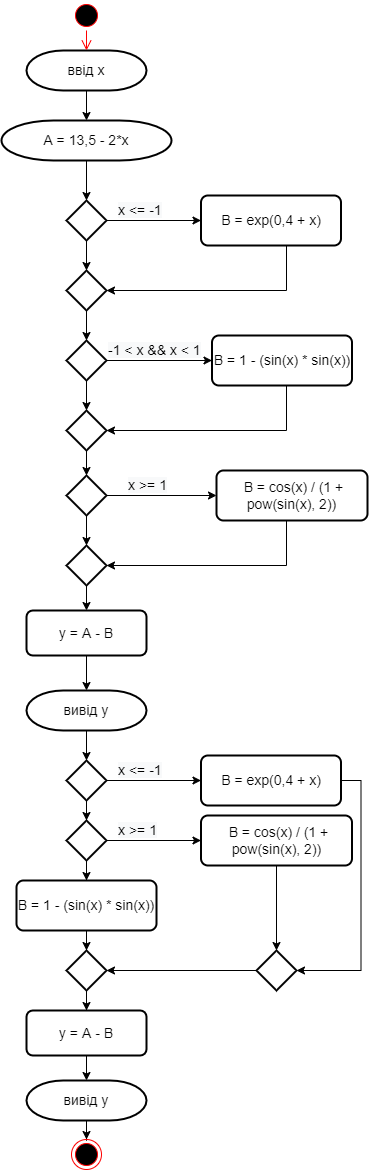 ввід x
A = 13,5 - 2*x
x <= -1
B = exp(0,4 + x)
-1 < x && x < 1
B = 1 - (sin(x) * sin(x))
x >= 1
B = cos(x) / (1 +
pow(sin(x), 2))
y = A - B
вивід y
x <= -1
B = exp(0,4 + x)
x >= 1
B = cos(x) / (1 +
pow(sin(x), 2))
B = 1 - (sin(x) * sin(x))
y = A - B
вивід y